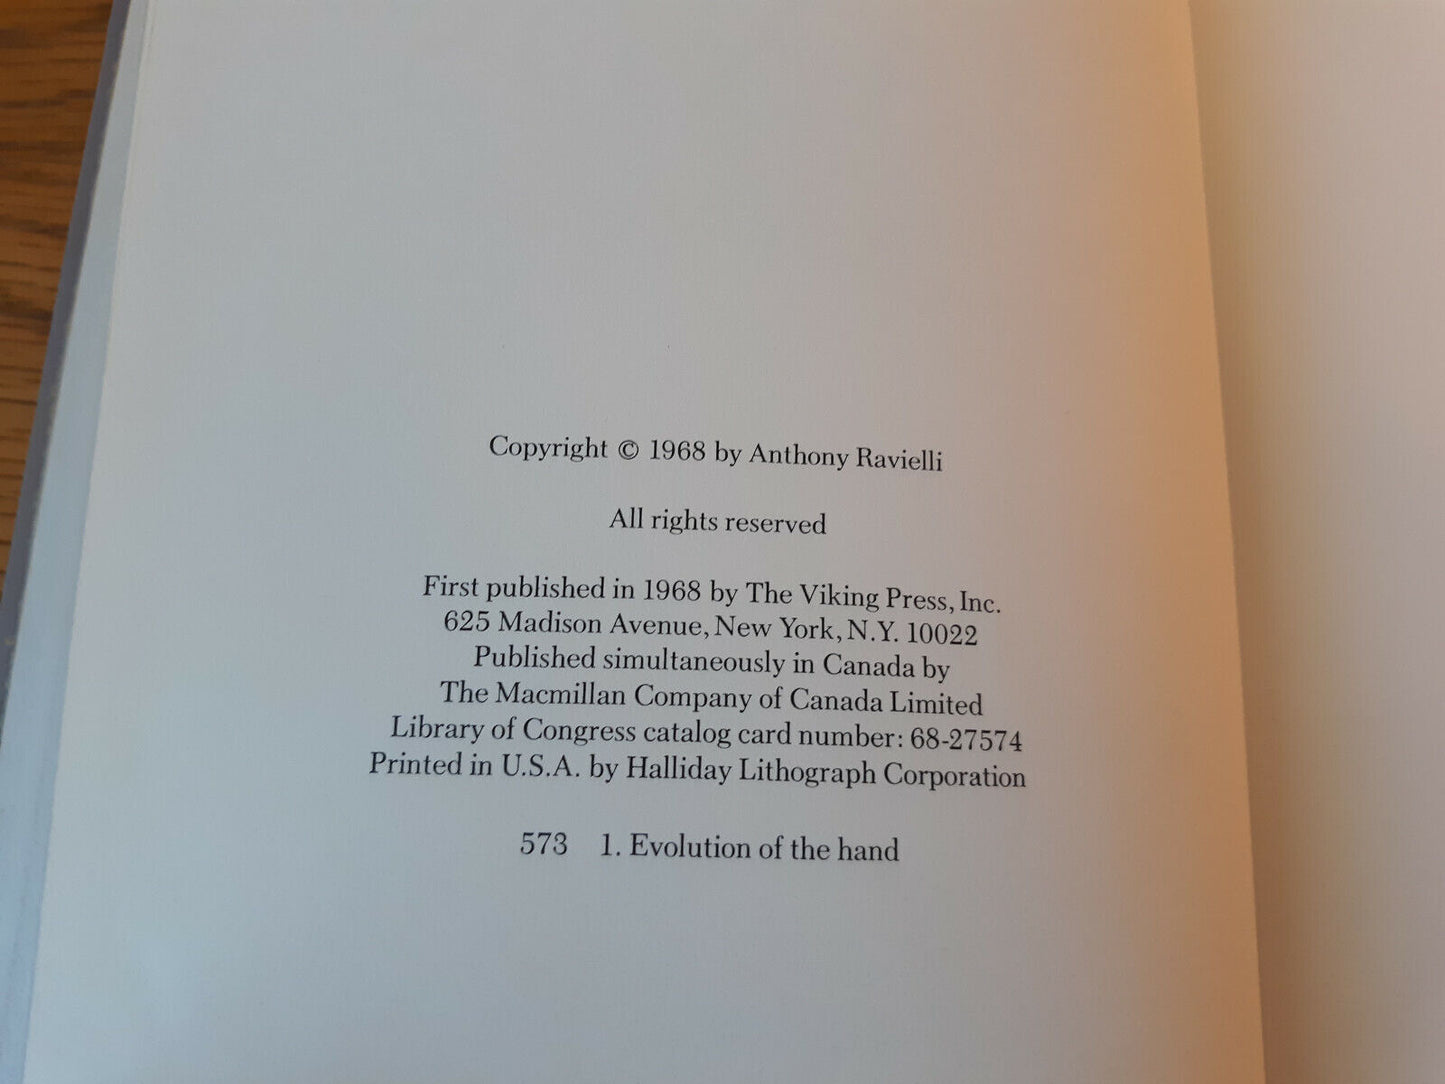 Copyright © 1968 by Anthony Ravielli
All rights reserved
First published in 1968 by The Viking Press, Inc.
625 Madison Avenue, New York, N.Y. 10022
Published simultaneously in Canada by
The Macmillan Company of Canada Limited
Library of Congress catalog card number: 68-27574
Printed in U.S.A. by Halliday Lithograph Corporation
573 1. Evolution of the hand